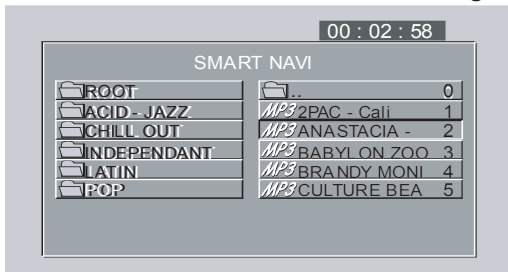 00 : 02 : 58
SMART NAVI
ROOT
ACID - JAZZ
CHILL OUT
INDEPENDANT
LATIN
POP
.. 0
MP3 2PAC - Cali 1
MP3 ANASTACIA - 2
MP3 BABYLON ZOO 3
MP3 BRANDY MONI 4
MP3 CULTURE BEA 5